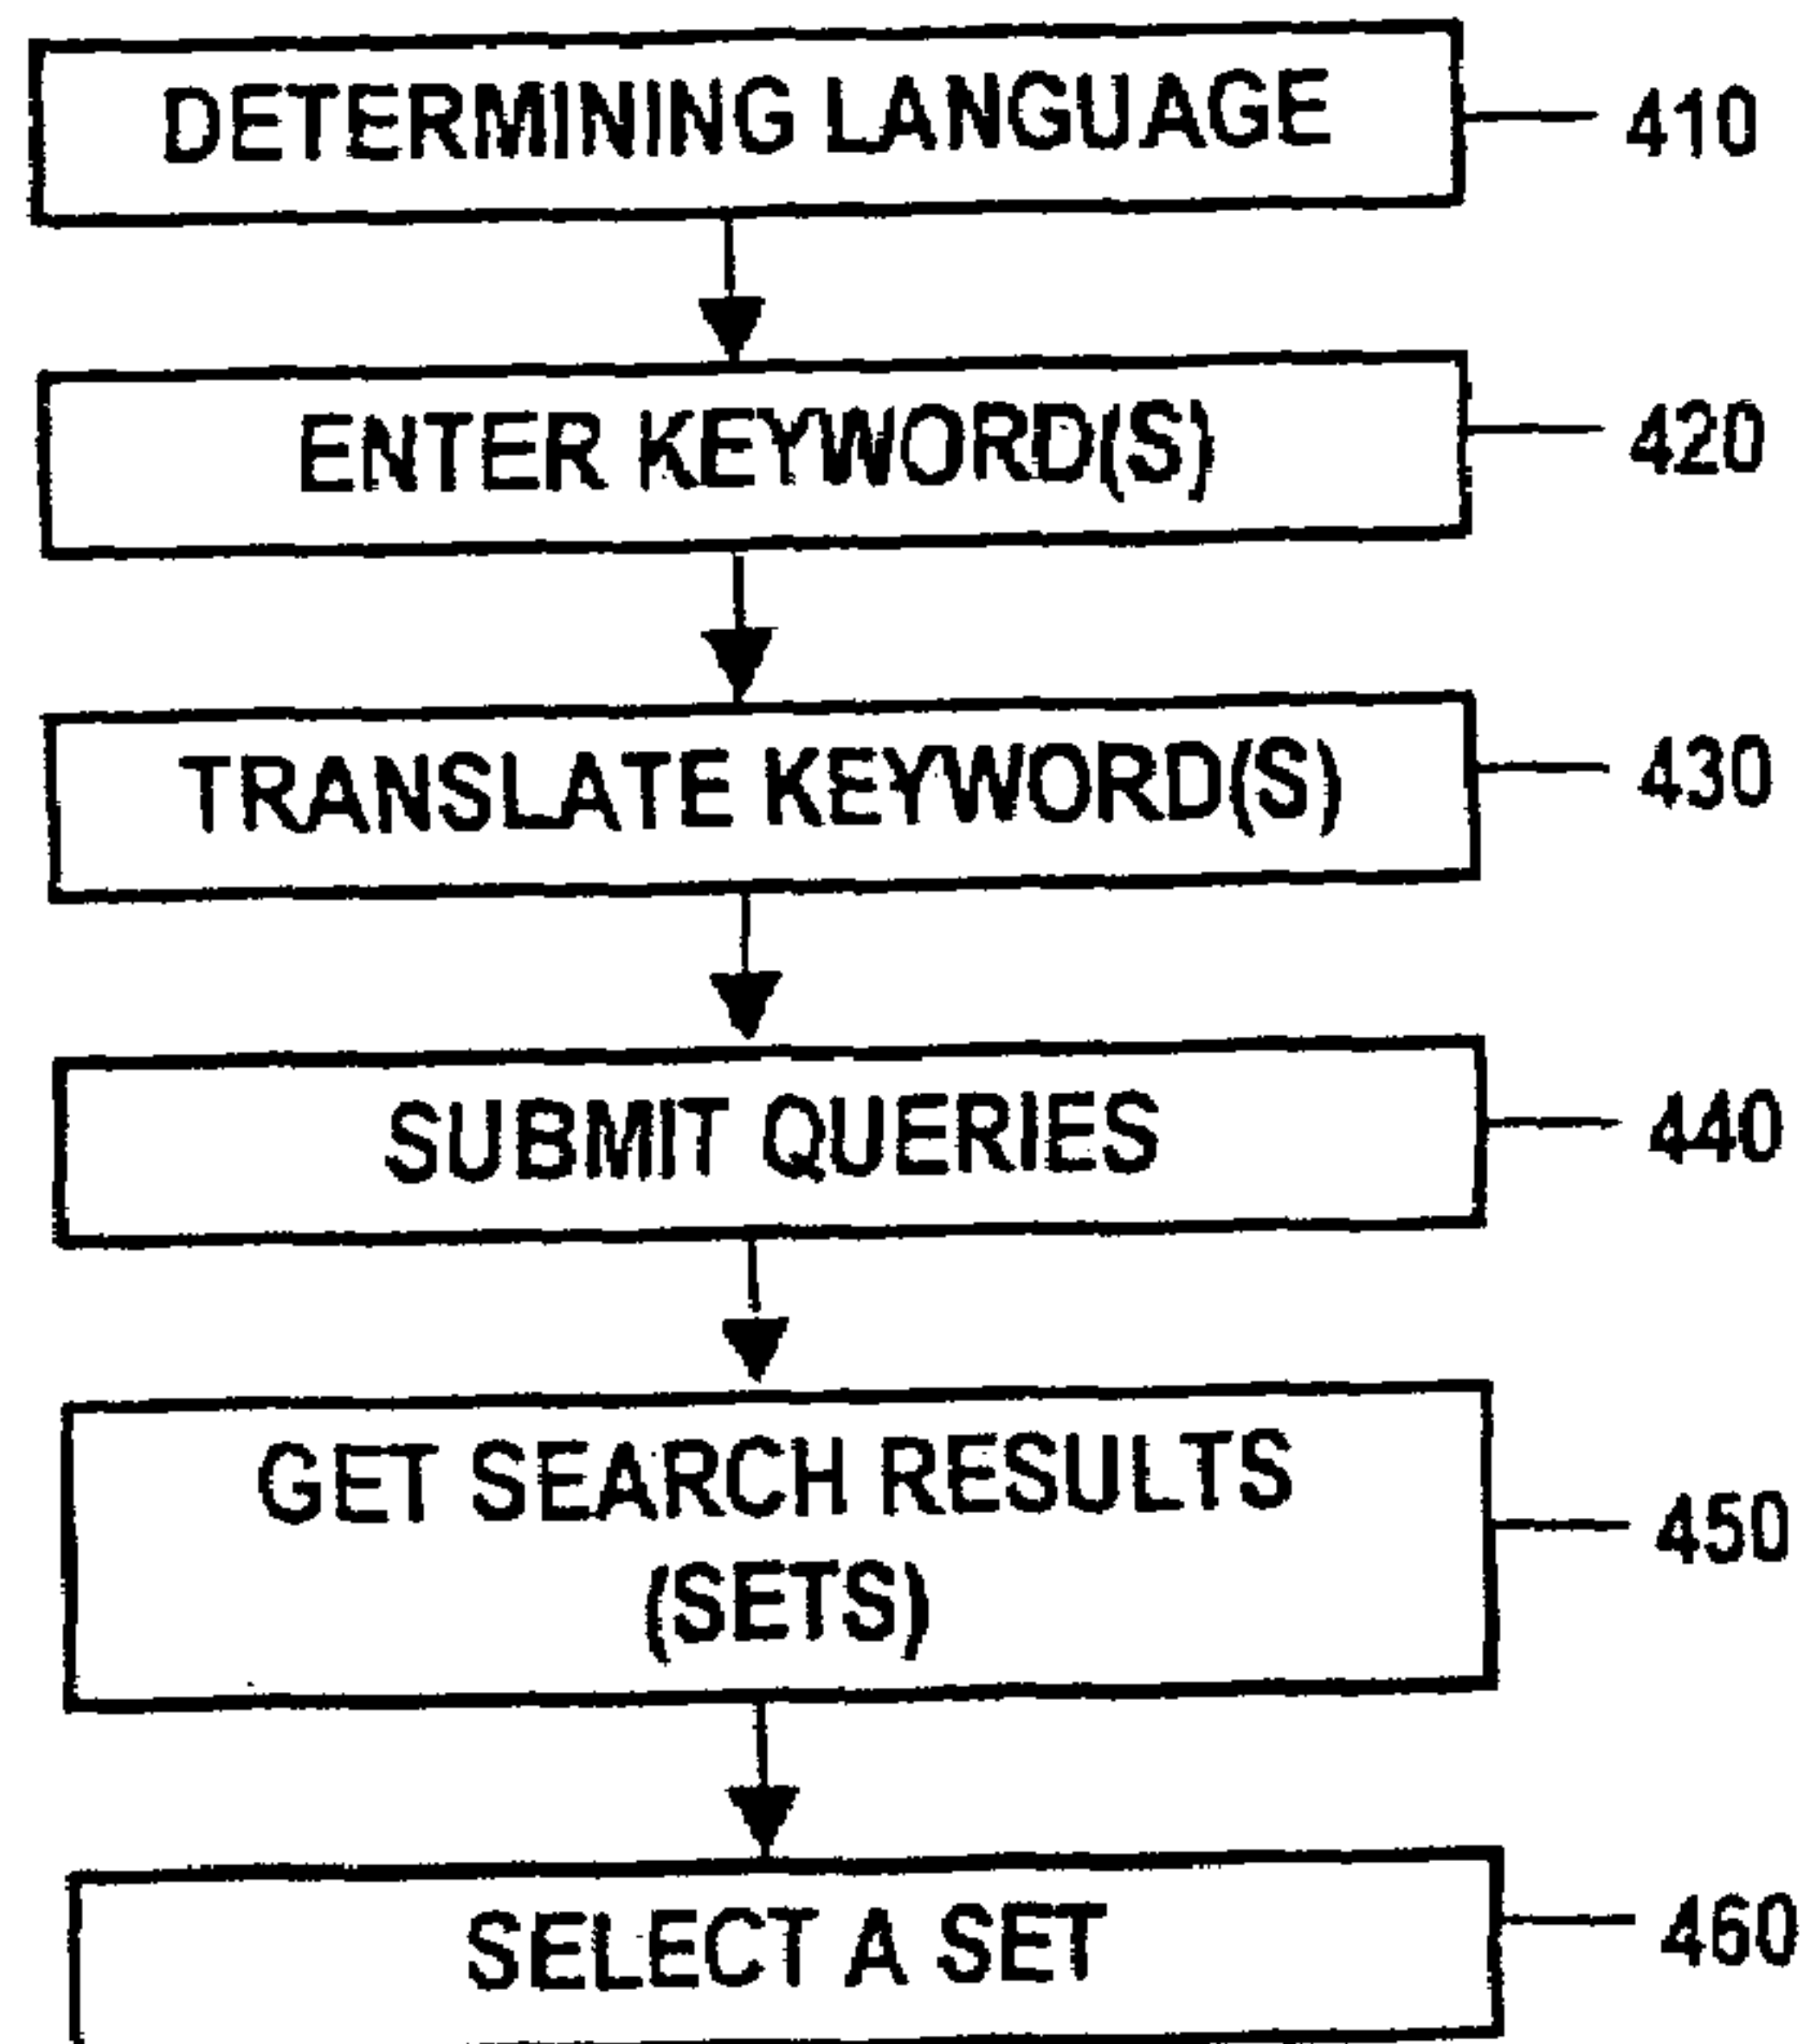 DETERMINING LANGUAGE 410
ENTER KEYWORD(S) 420
TRANSLATE KEYWORD(S) 430
SUBMIT QUERIES 440
GET SEARCH RESULTS
(SETS) 450
SELECT A SET 460